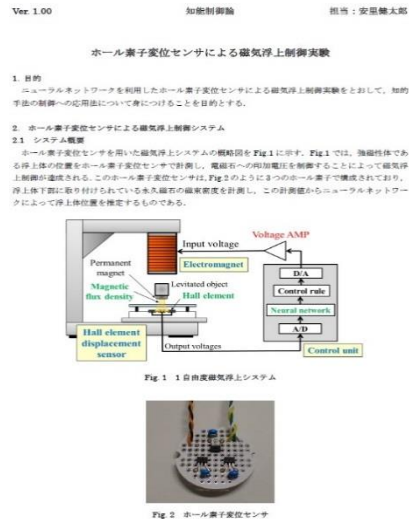 Ver. 1.00 知能制御論 担当：安里健太郎
ホール素子変位センサによる磁気浮上制御実験
1. 目的
ニューラルネットワークを利用したホール素子変位センサによる磁気浮上制御実験をとおして，知的
手法の制御への応用法について身につけることを目的とする．
2. ホール素子変位センサによる磁気浮上制御システム
2.1 システム概要
ホール素子変位センサを用いた磁気浮上システムの概略図を Fig.1 に示す．Fig.1 では，強磁性体であ
る浮上体の位置をホール素子変位センサで計測し，電磁石への印加電圧を制御することによって磁気浮
上制御が達成される．このホール素子変位センサは，Fig.2 のように 3 つのホール素子で構成されており，
浮上体下面に取り付けられている永久磁石の磁束密度を計測し，この計測値からニューラルネットワー
クによって浮上体位置を推定するものである．
Voltage AMP
Input voltage
Electromagnet
Permanent
magnet
Levitated object
Magnetic
flux density
Hall element
D/A
Control rule
Neural network
A/D
Hall element
displacement
sensor
Output voltages
Control unit
Fig. 1 1 自由度磁気浮上システム
Fig. 2 ホール素子変位センサ